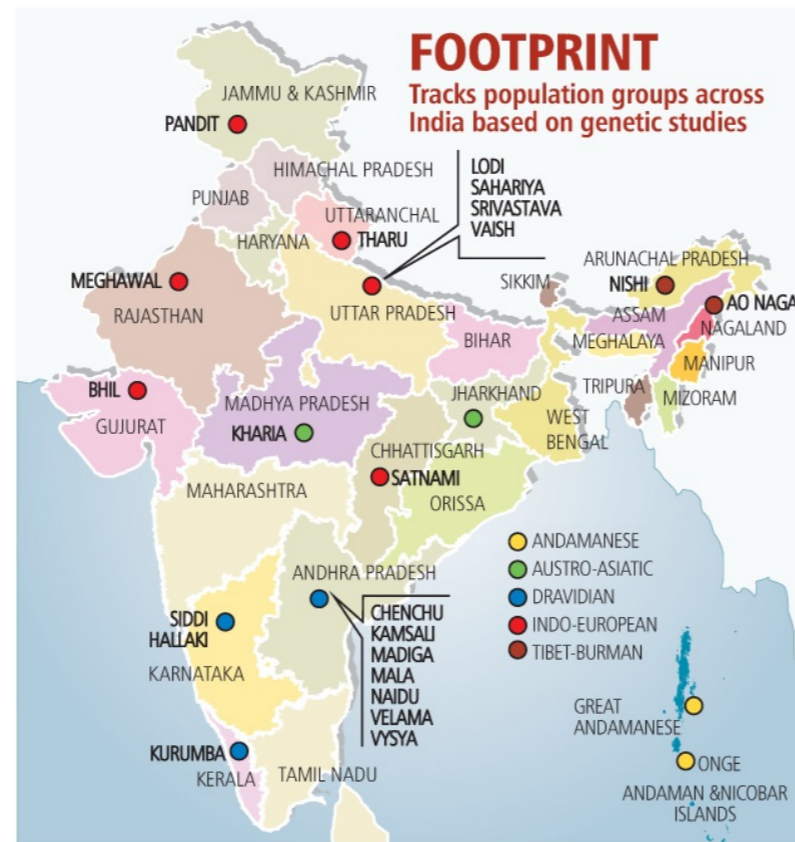 FOOTPRINT
Tracks population groups across
India based on genetic studies
JAMMU & KASHMIR
PANDIT
HIMACHAL PRADESH
PUNJAB
UTTARANCHAL
HARYANA
THARU
LODI
SAHARIYA
SRIVASTAVA
VAISH
MEGHAWAL
RAJASTHAN
UTTAR PRADESH
SIKKIM
ARUNACHAL PRADESH
NISHI
AO NAGA
ASSAM
NAGALAND
MEGHALAYA
BIHAR
MANIPUR
TRIPURA
MIZORAM
BHIL
GUJURAT
MADHYA PRADESH
KHARIA
JHARKHAND
WEST
BENGAL
CHHATTISGARH
SATNAMI
MAHARASHTRA
ORISSA
ANDAMANESE
AUSTRO-ASIATIC
DRAVIDIAN
INDO-EUROPEAN
TIBET-BURMAN
ANDHRA PRADESH
CHENCHU
KAMSALI
MADIGA
MALA
NAIDU
VELAMA
VYSYA
SIDDI
HALLAKI
KARNATAKA
KURUMBA
KERALA
TAMIL NADU
GREAT
ANDAMANESE
ONGE
ANDAMAN &NICOBAR
ISLANDS